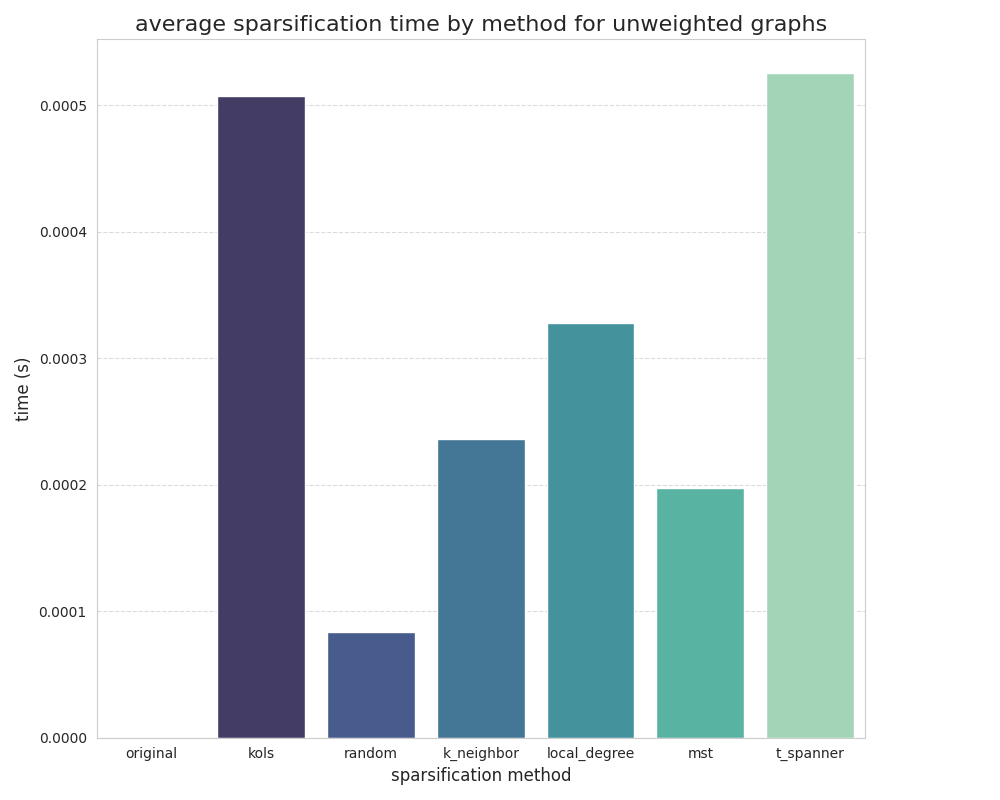 average sparsification time by method for unweighted graphs
time (s)
0.0005
0.0004
0.0003
0.0002
0.0001
0.0000
original kols random k_neighbor local_degree mst t_spanner
sparsification method